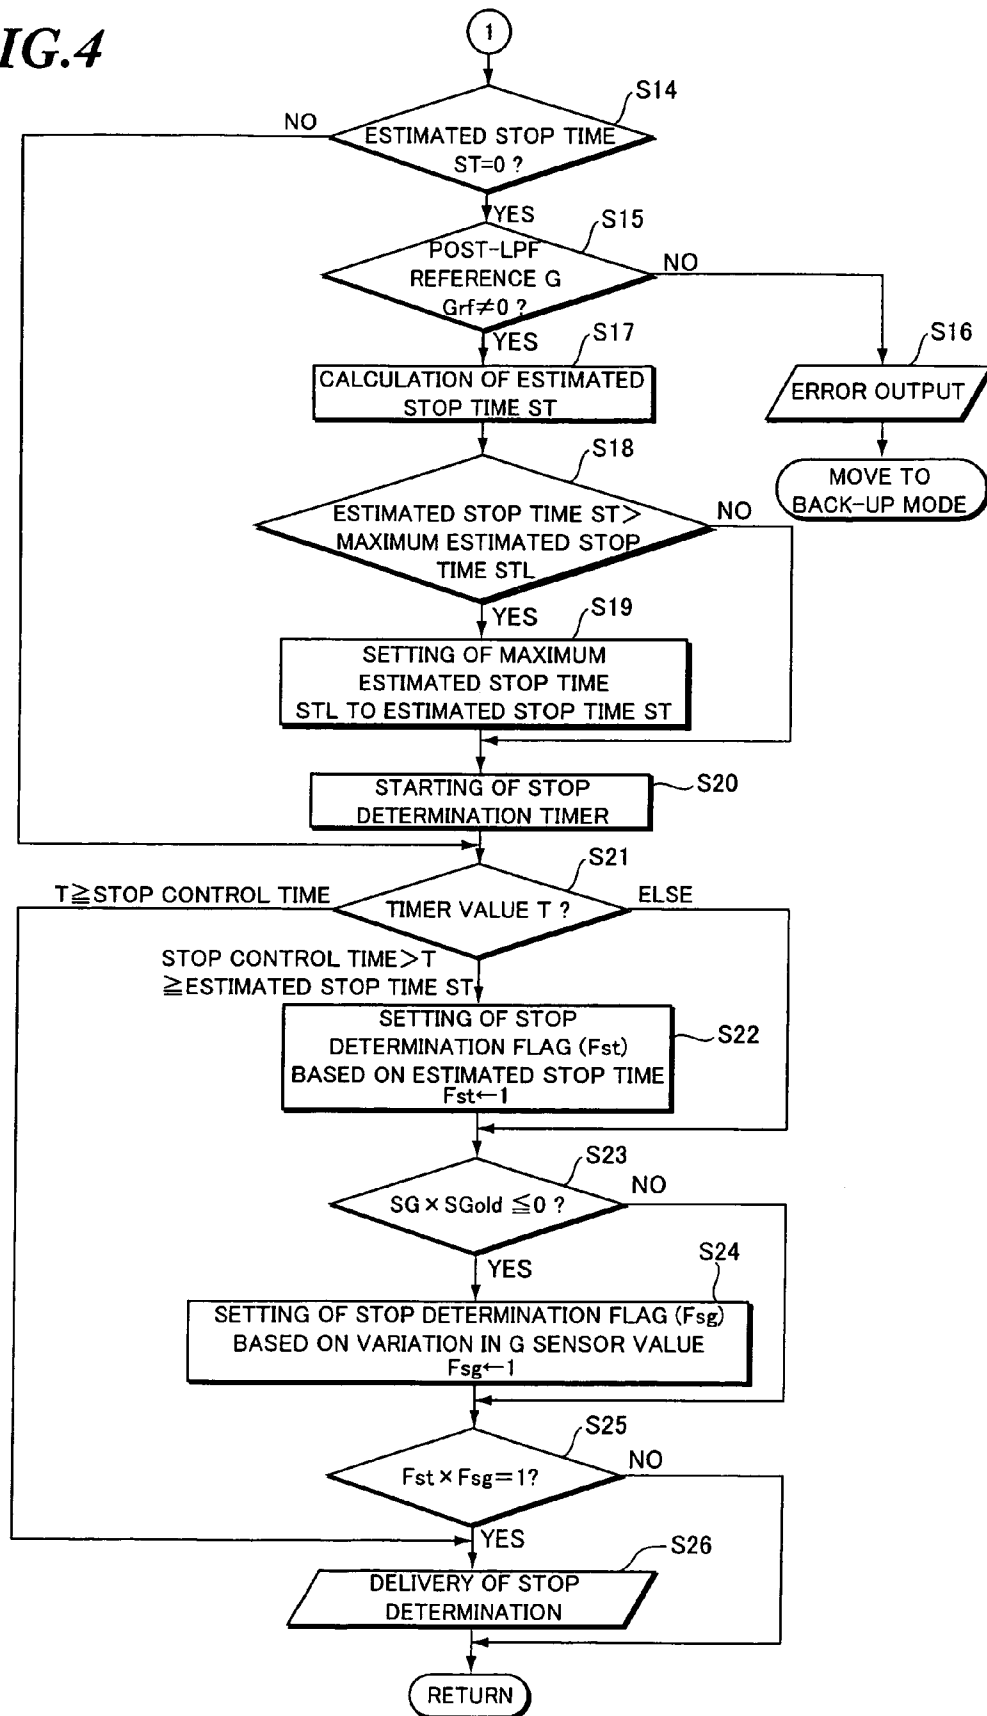 IG.4
1
S14
NO
ESTIMATED STOP TIME
ST=0 ?
YES
S15
POST-LPF
REFERENCE G
Grf≠0 ?
NO
YES
S17
S16
CALCULATION OF ESTIMATED
STOP TIME ST
ERROR OUTPUT
S18
MOVE TO
BACK-UP MODE
ESTIMATED STOP TIME ST>
MAXIMUM ESTIMATED STOP
TIME STL
NO
YES
S19
SETTING OF MAXIMUM
ESTIMATED STOP TIME
STL TO ESTIMATED STOP TIME ST
STARTING OF STOP
DETERMINATION TIMER
S20
S21
T≧STOP CONTROL TIME
TIMER VALUE T ?
ELSE
STOP CONTROL TIME>T
≧ESTIMATED STOP TIME ST
SETTING OF STOP
DETERMINATION FLAG (Fst)
BASED ON ESTIMATED STOP TIME
Fst←1
S22
S23
SG×SGold ≦0 ?
NO
YES
S24
SETTING OF STOP DETERMINATION FLAG (Fsg)
BASED ON VARIATION IN G SENSOR VALUE
Fsg←1
S25
Fst×Fsg=1?
NO
YES
S26
DELIVERY OF STOP
DETERMINATION
RETURN